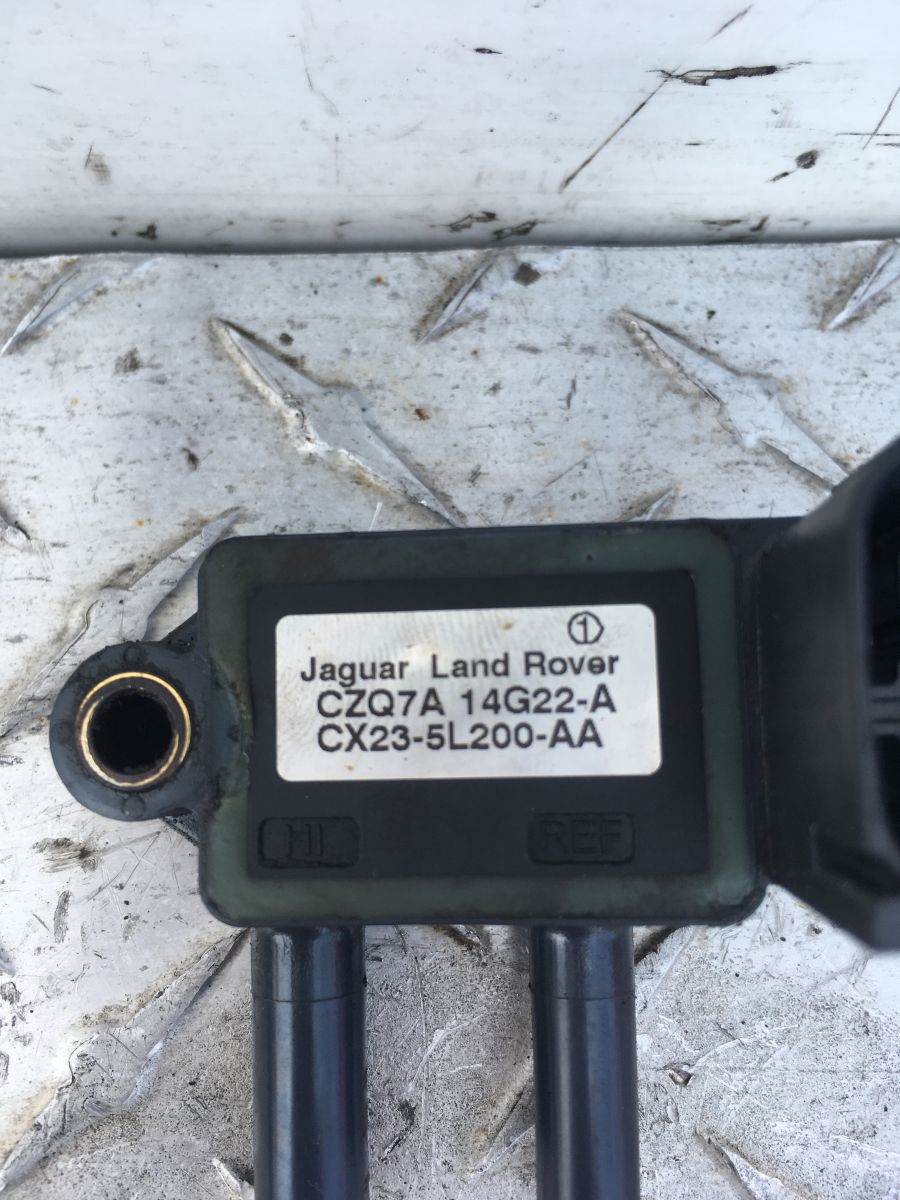 ①
Jaguar Land Rover
CZQ7A 14G22-A
CX23-5L200-AA
HI REF